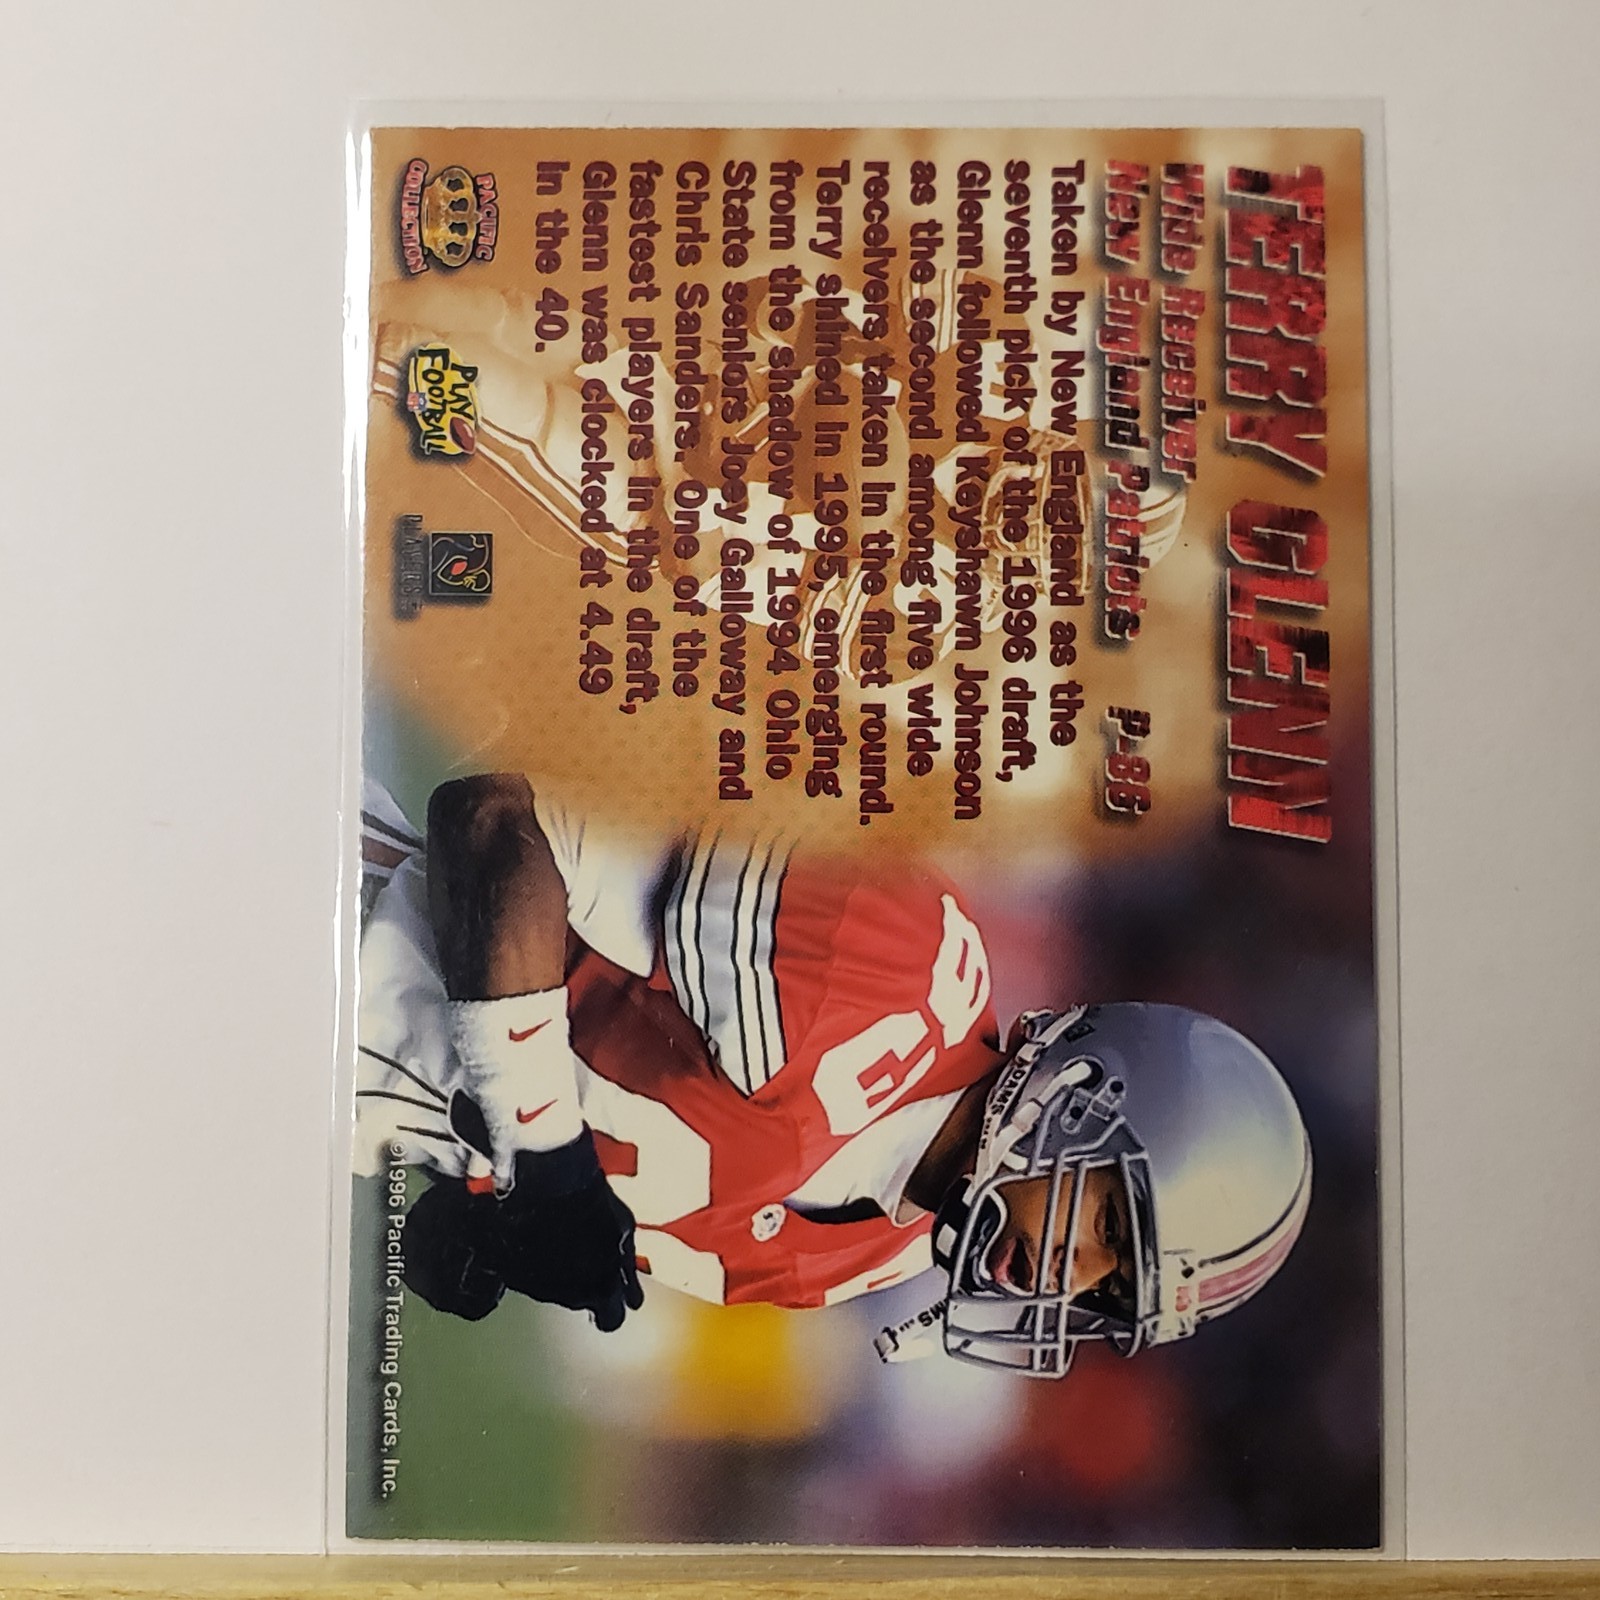 TERRY GLENN
Wide Receiver
New England Patriots P-86
Taken by New England as the
seventh pick of the 1996 draft,
Glenn followed Keyshawn Johnson
as the second among five wide
receivers taken in the first round.
Terry shined in 1995, emerging
from the shadow of 1994 Ohio
State seniors Joey Galloway and
Chris Sanders. One of the
fastest players in the draft,
Glenn was clocked at 4.49
in the 40.
PACIFIC
COLLECTION
PLAY
FOOTBALL
PLAYERS
ADAMS
83
©1996 Pacific Trading Cards, Inc.